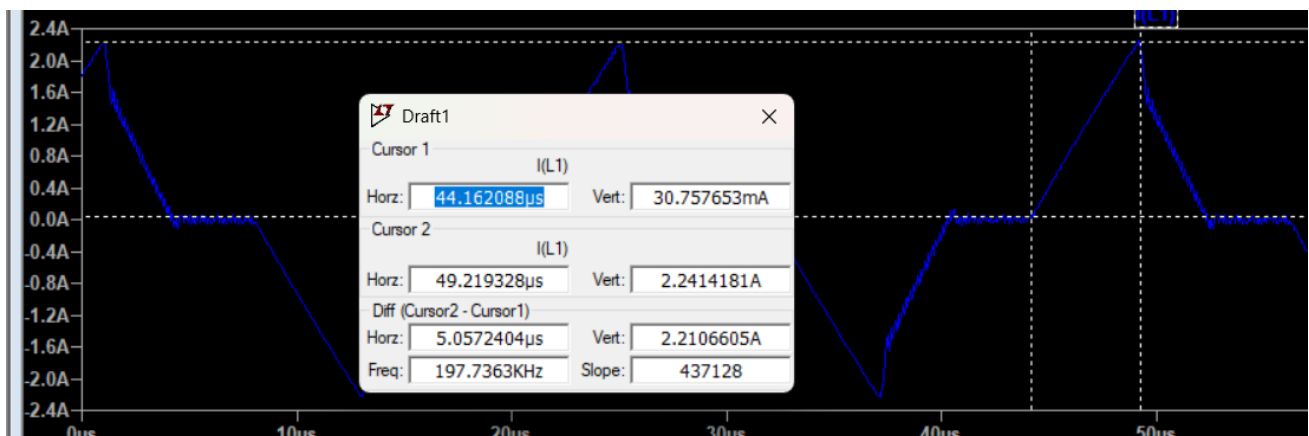 I(L1)
2.4A
2.0A
1.6A
1.2A
0.8A
0.4A
0.0A
-0.4A
-0.8A
-1.2A
-1.6A
-2.0A
-2.4A
Draft1
Cursor 1
I(L1)
Horz: 44.162088µs Vert: 30.757653mA
Cursor 2
I(L1)
Horz: 49.219328µs Vert: 2.2414181A
Diff (Cursor2 - Cursor1)
Horz: 5.0572404µs Vert: 2.2106605A
Freq: 197.7363KHz Slope: 437128
0µs 10µs 20µs 30µs 40µs 50µs